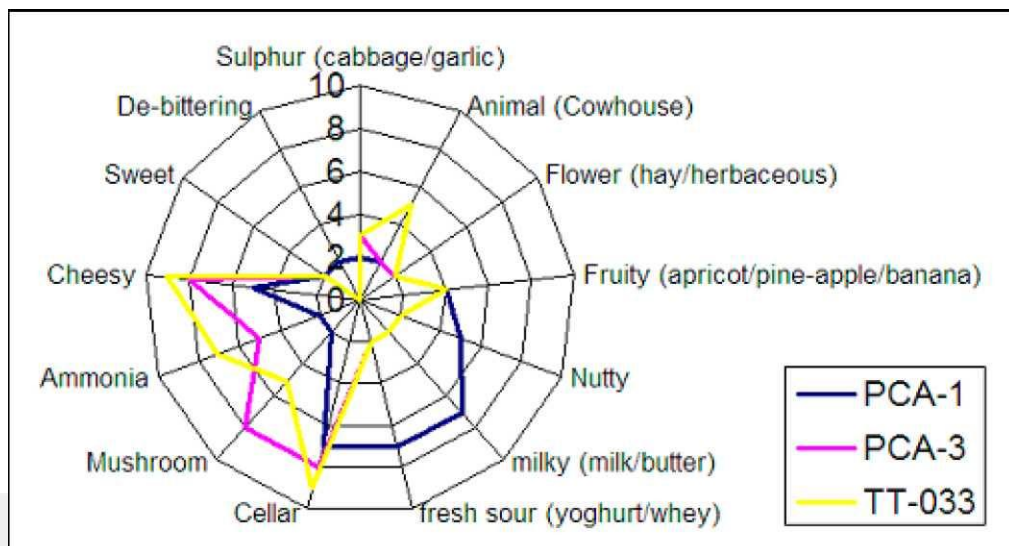 Sulphur (cabbage/garlic)
10
De-bittering
Animal (Cowhouse)
8
Sweet
6
Flower (hay/herbaceous)
4
2
Cheesy
0
Fruity (apricot/pine-apple/banana)
Ammonia
Nutty
Mushroom
milky (milk/butter)
Cellar
fresh sour (yoghurt/whey)
PCA-1
PCA-3
TT-033